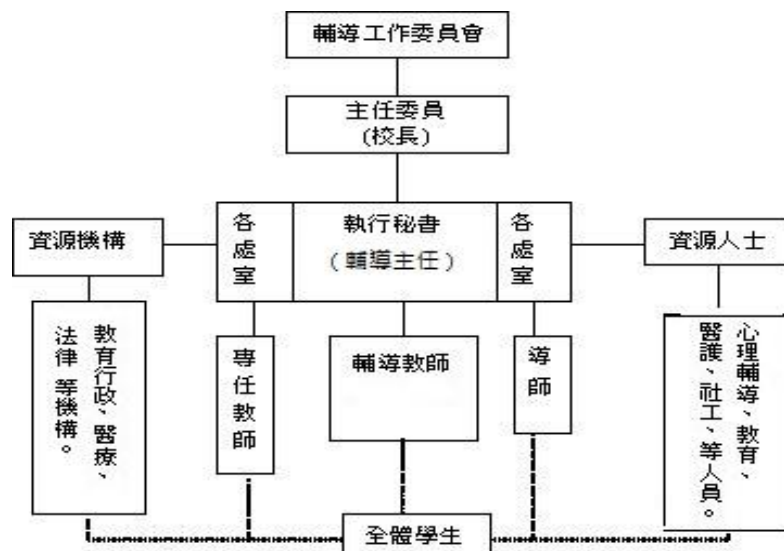 輔導工作委員會
主任委員
(校長)
各處室
執行秘書
(輔導主任)
各處室
資源機構
資源人士
教育行政、醫療、
法律等機構。
專任教師
輔導教師
導師
心理輔導、教育、
醫護、社工、等人員。
全體學生